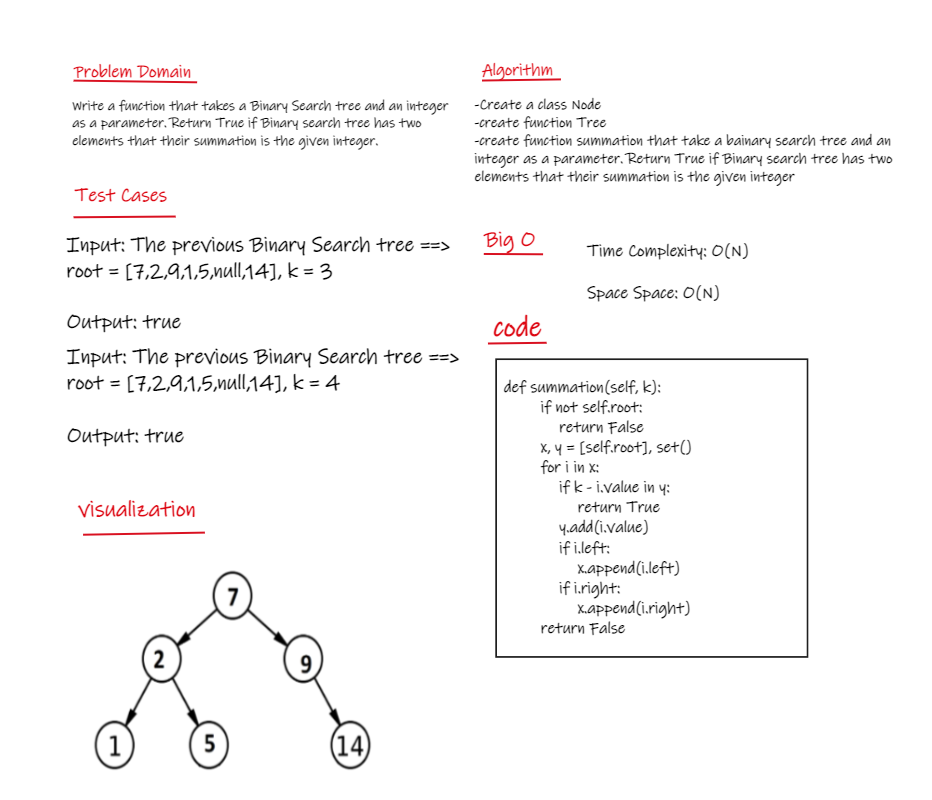 Problem Domain
Write a function that takes a Binary Search tree and an integer
as a parameter. Return True if Binary search tree has two
elements that their summation is the given integer.
Test Cases
Input: The previous Binary Search tree ==>
root = [7,2,9,1,5,null,14], k = 3
Output: true
Input: The previous Binary Search tree ==>
root = [7,2,9,1,5,null,14], k = 4
Output: true
Visualization
7
2
9
1
5
14
Algorithm
-Create a class Node
-create function Tree
-create function summation that take a bainary search tree and an
integer as a parameter. Return True if Binary search tree has two
elements that their summation is the given integer
Big O
Time Complexity: O(N)
Space Space: O(N)
code
def summation(self, k):
if not self.root:
return False
x, y = [self.root], set()
for i in x:
if k - i.value in y:
return True
y.add(i.value)
if i.left:
x.append(i.left)
if i.right:
x.append(i.right)
return False